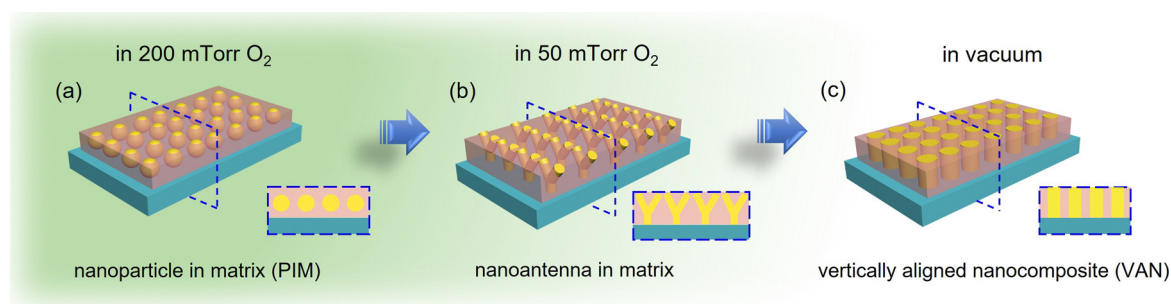 in 200 mTorr O₂
in 50 mTorr O₂
in vacuum
(a)
(b)
(c)
nanoparticle in matrix (PIM)
nanoantenna in matrix
vertically aligned nanocomposite (VAN)